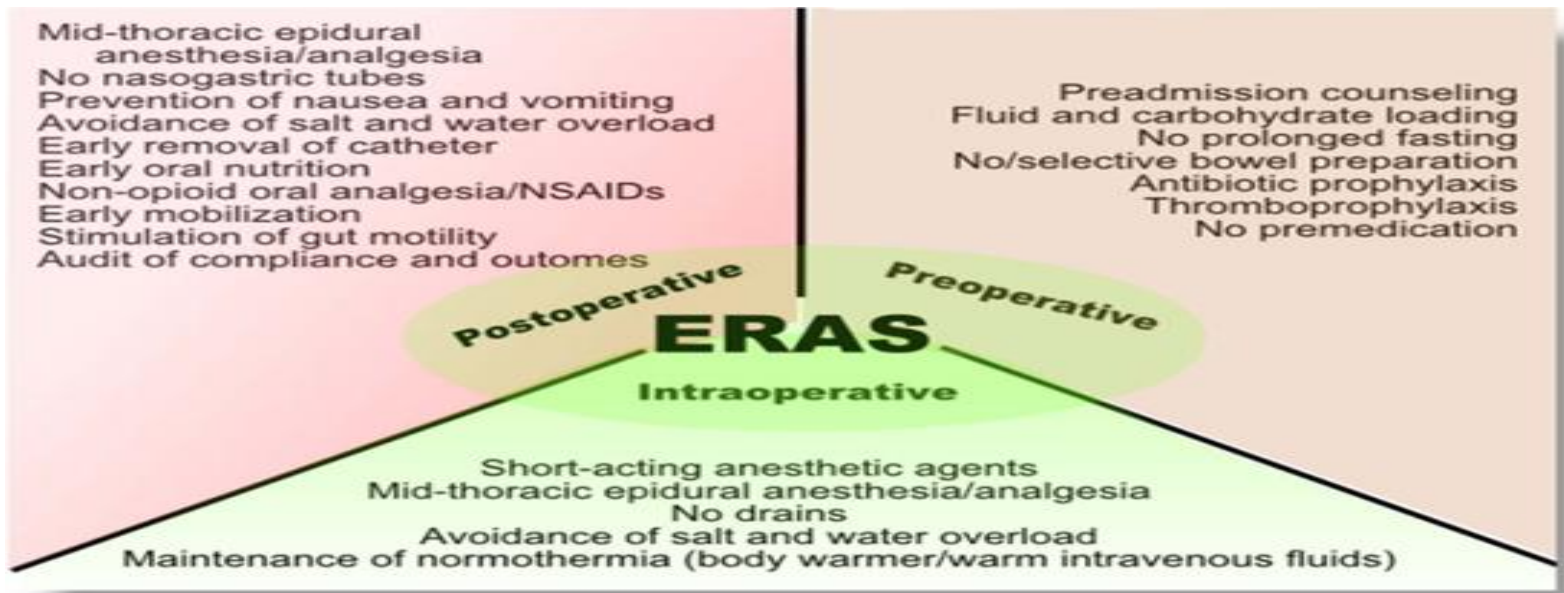 Mid-thoracic epidural
anesthesia/analgesia
No nasogastric tubes
Prevention of nausea and vomiting
Avoidance of salt and water overload
Early removal of catheter
Early oral nutrition
Non-opioid oral analgesia/NSAIDs
Early mobilization
Stimulation of gut motility
Audit of compliance and outcomes
Preadmission counseling
Fluid and carbohydrate loading
No prolonged fasting
No/selective bowel preparation
Antibiotic prophylaxis
Thromboprophylaxis
No premedication
Postoperative
Preoperative
ERAS
Intraoperative
Short-acting anesthetic agents
Mid-thoracic epidural anesthesia/analgesia
No drains
Avoidance of salt and water overload
Maintenance of normothermia (body warmer/warm intravenous fluids)